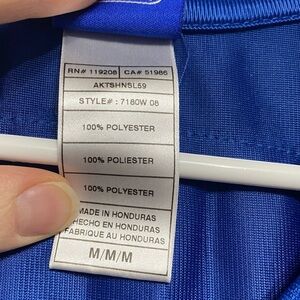 RN# 119208 CA# 51986
AKTSHNSL59
STYLE# : 7180W 08
100% POLYESTER
100% POLIESTER
100% POLYESTER
MADE IN HONDURAS
HECHO EN HONDURAS
FABRIQUE AU HONDURAS
M/M/M